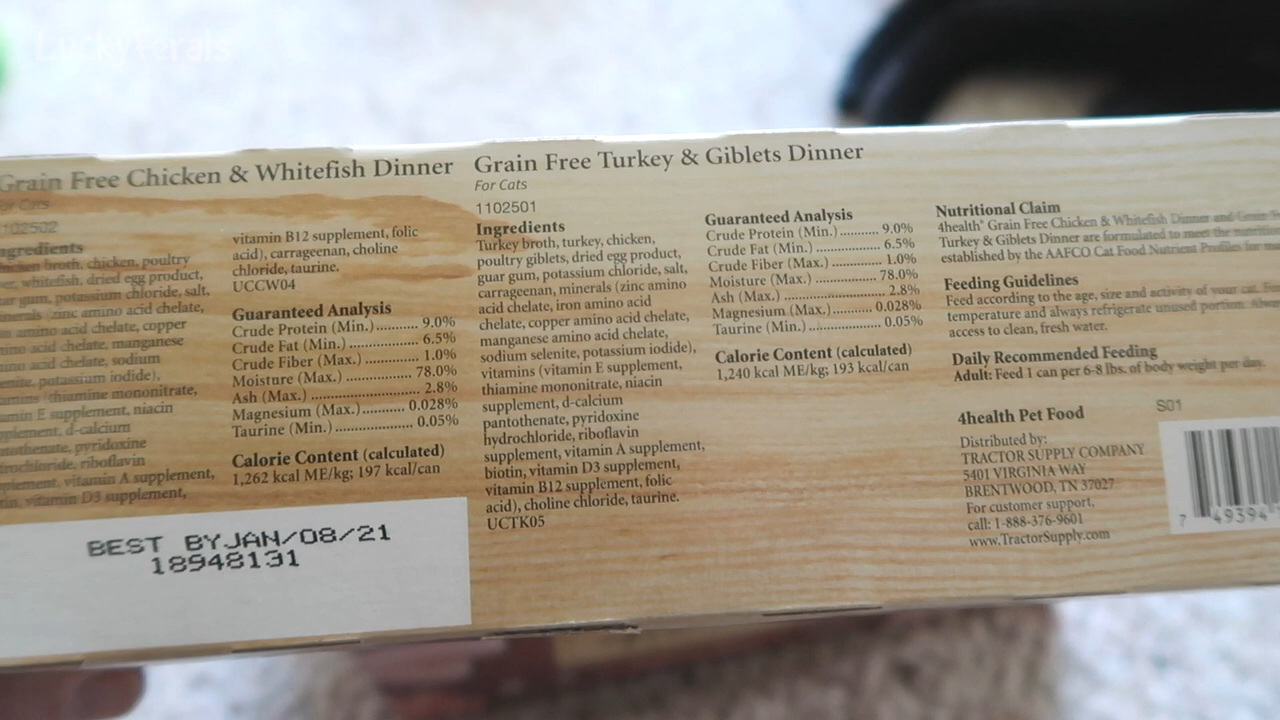 LuckyFerals
Grain Free Chicken & Whitefish Dinner
For Cats
1102502
Ingredients
chicken broth, chicken, poultry
whitefish, dried egg product,
guar gum, potassium chloride, salt,
minerals (zinc amino acid chelate,
iron amino acid chelate, copper
amino acid chelate, manganese
amino acid chelate, sodium
selenite, potassium iodide),
vitamins (thiamine mononitrate,
vitamin E supplement, niacin
supplement, d-calcium
pantothenate, pyridoxine
hydrochloride, riboflavin
supplement, vitamin A supplement,
biotin, vitamin D3 supplement,
vitamin B12 supplement, folic
acid), carrageenan, choline
chloride, taurine.
UCCW04
Guaranteed Analysis
Crude Protein (Min.).......... 9.0%
Crude Fat (Min.) .................. 6.5%
Crude Fiber (Max.) ............. 1.0%
Moisture (Max.) ................ 78.0%
Ash (Max.) ........................... 2.8%
Magnesium (Max.).......... 0.028%
Taurine (Min.) .................. 0.05%
Calorie Content (calculated)
1,262 kcal ME/kg; 197 kcal/can
BEST BY JAN/08/21
18948131
Grain Free Turkey & Giblets Dinner
For Cats
1102501
Ingredients
Turkey broth, turkey, chicken,
poultry giblets, dried egg product,
guar gum, potassium chloride, salt,
carrageenan, minerals (zinc amino
acid chelate, iron amino acid
chelate, copper amino acid chelate,
manganese amino acid chelate,
sodium selenite, potassium iodide),
vitamins (vitamin E supplement,
thiamine mononitrate, niacin
supplement, d-calcium
pantothenate, pyridoxine
hydrochloride, riboflavin
supplement, vitamin A supplement,
biotin, vitamin D3 supplement,
vitamin B12 supplement, folic
acid), choline chloride, taurine.
UCTK05
Guaranteed Analysis
Crude Protein (Min.).......... 9.0%
Crude Fat (Min.) .................. 6.5%
Crude Fiber (Max.) ............. 1.0%
Moisture (Max.) ................ 78.0%
Ash (Max.) ........................... 2.8%
Magnesium (Max.).......... 0.028%
Taurine (Min.) .................. 0.05%
Calorie Content (calculated)
1,240 kcal ME/kg; 193 kcal/can
Nutritional Claim
4health® Grain Free Chicken & Whitefish Dinner and Grain
Turkey & Giblets Dinner are formulated to meet the
established by the AAFCO Cat Food Nutrient Profiles for
Feeding Guidelines
Feed according to the age, size and activity of your cat.
temperature and always refrigerate unused portion.
access to clean, fresh water.
Daily Recommended Feeding
Adult: Feed 1 can per 6-8 lbs. of body weight per day.
4health Pet Food
S01
Distributed by:
TRACTOR SUPPLY COMPANY
5401 VIRGINIA WAY
BRENTWOOD, TN 37027
For customer support,
call: 1-888-376-9601
www.TractorSupply.com
7 49394